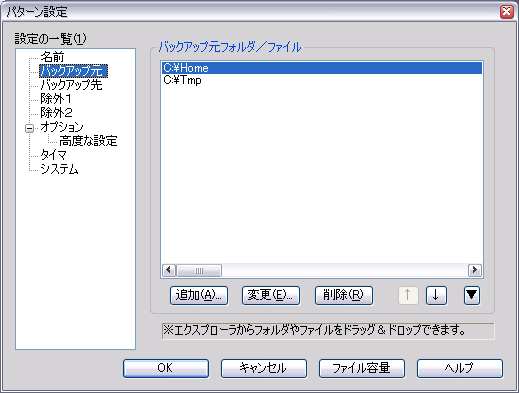 パターン設定
設定の一覧(1)
名前
バックアップ元
バックアップ先
除外1
除外2
オプション
高度な設定
タイマ
システム
バックアップ元フォルダ/ファイル
C:¥Home
C:¥Tmp
追加(A)...
変更(E)...
削除(R)
↑
↓
▼
※エクスプローラからフォルダやファイルをドラッグ&ドロップできます。
OK
キャンセル
ファイル容量
ヘルプ